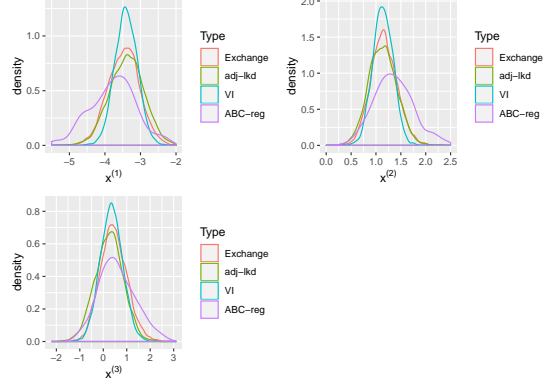 Type
Exchange
adj−lkd
VI
ABC−reg
density
1.0
0.5
0.0
−5 −4 −3 −2
x(1)
Type
Exchange
adj−lkd
VI
ABC−reg
density
2.0
1.5
1.0
0.5
0.0
0.0 0.5 1.0 1.5 2.0 2.5
x(2)
Type
Exchange
adj−lkd
VI
ABC−reg
density
0.8
0.6
0.4
0.2
0.0
−2 −1 0 1 2 3
x(3)